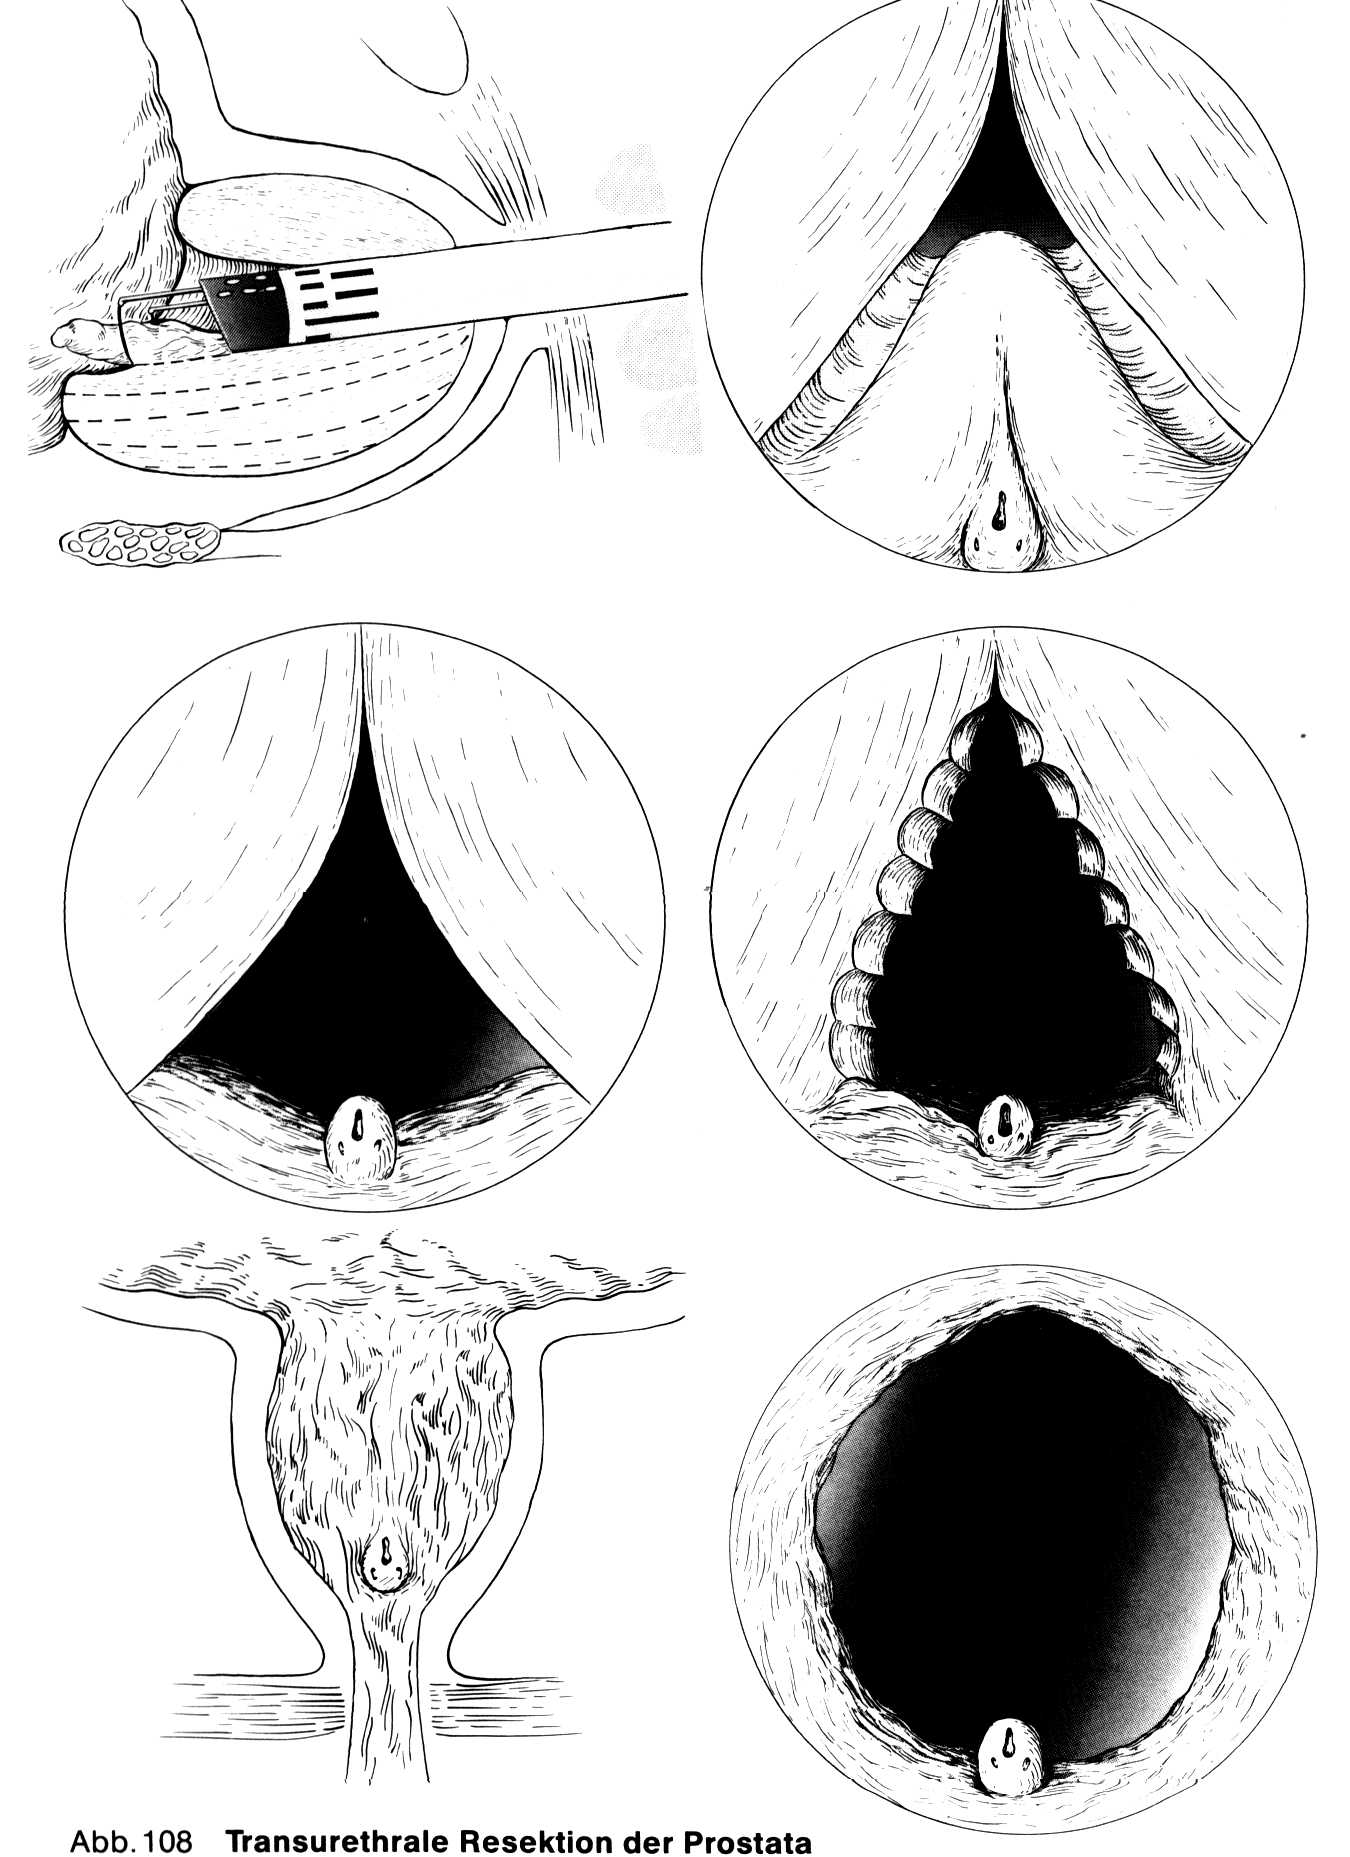 Abb. 108 Transurethrale Resektion der Prostata